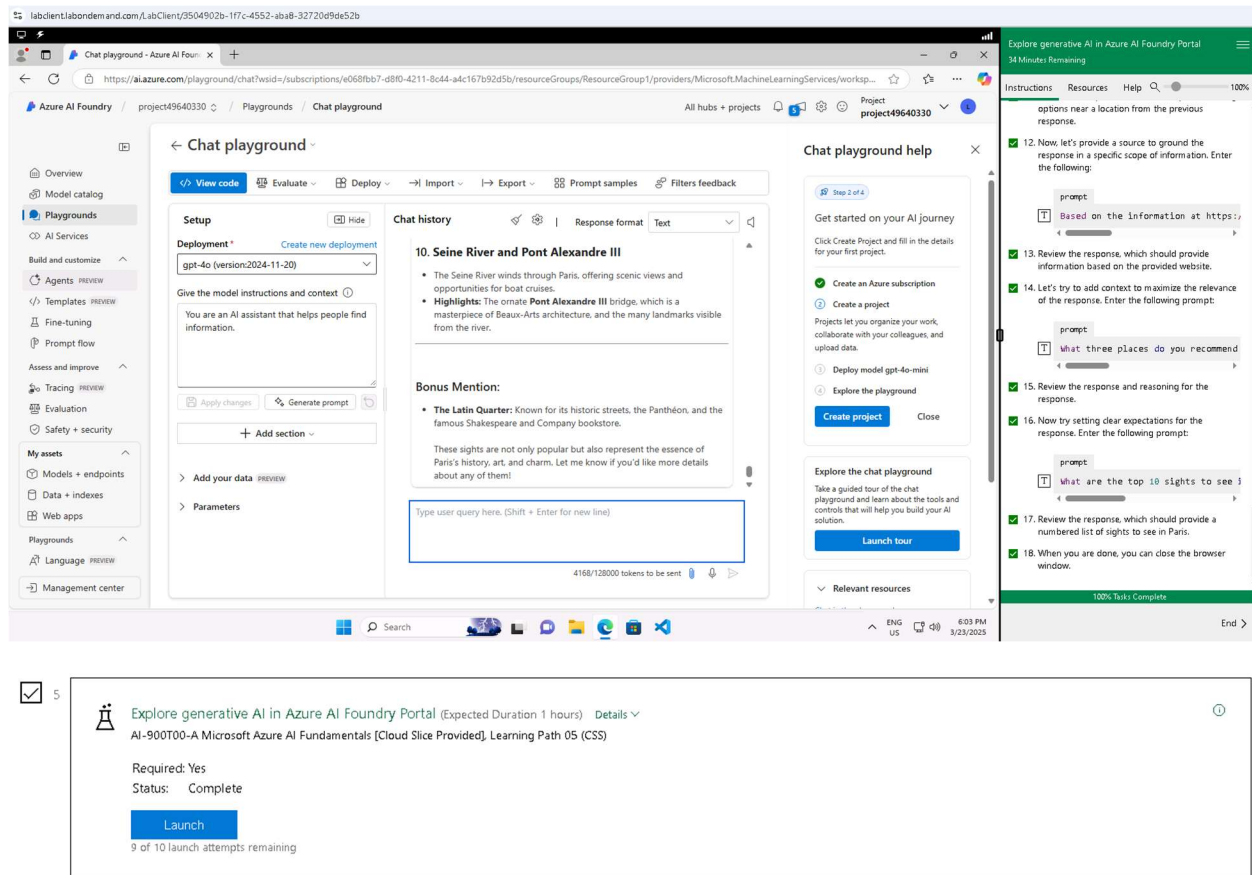 labclient.labondemand.com/LabClient/3504902b-1f7c-4552-aba8-32720d9de52b
Chat playground - Azure AI Foun
https://ai.azure.com/playground/chat?wsid=/subscriptions/e068fbb7-d8f0-4211-8c44-a4c167b92d5b/resourceGroups/ResourceGroup1/providers/Microsoft.MachineLearningServices/worksp...
Azure AI Foundry / project49640330 / Playgrounds / Chat playground
All hubs + projects
5
Project
project49640330
L
Overview
Model catalog
Playgrounds
AI Services
Build and customize
Agents PREVIEW
Templates PREVIEW
Fine-tuning
Prompt flow
Assess and improve
Tracing PREVIEW
Evaluation
Safety + security
My assets
Models + endpoints
Data + indexes
Web apps
Playgrounds
Language PREVIEW
Management center
Chat playground
View code
Evaluate
Deploy
Import
Export
Prompt samples
Filters feedback
Setup
Hide
Deployment *
Create new deployment
gpt-4o (version:2024-11-20)
Give the model instructions and context
You are an AI assistant that helps people find
information.
Apply changes
Generate prompt
+ Add section
Add your data PREVIEW
Parameters
Chat history
Response format
Text
10. Seine River and Pont Alexandre III
• The Seine River winds through Paris, offering scenic views and
opportunities for boat cruises.
• Highlights: The ornate Pont Alexandre III bridge, which is a
masterpiece of Beaux-Arts architecture, and the many landmarks visible
from the river.
Bonus Mention:
• The Latin Quarter: Known for its historic streets, the Panthéon, and the
famous Shakespeare and Company bookstore.
These sights are not only popular but also represent the essence of
Paris's history, art, and charm. Let me know if you'd like more details
about any of them!
Type user query here. (Shift + Enter for new line)
4168/128000 tokens to be sent
Chat playground help
Step 2 of 4
Get started on your AI journey
Click Create Project and fill in the details
for your first project.
Create an Azure subscription
2 Create a project
Projects let you organize your work,
collaborate with your colleagues, and
upload data.
3 Deploy model gpt-4o-mini
4 Explore the playground
Create project
Close
Explore the chat playground
Take a guided tour of the chat
playground and learn about the tools and
controls that will help you build your AI
solution.
Launch tour
Relevant resources
Search
ENG
US
6:03 PM
3/23/2025
Explore generative AI in Azure AI Foundry Portal
34 Minutes Remaining
Instructions
Resources
Help
100%
options near a location from the previous
response.
12. Now, let's provide a source to ground the
response in a specific scope of information. Enter
the following:
prompt
T Based on the information at https:/
13. Review the response, which should provide
information based on the provided website.
14. Let's try to add context to maximize the relevance
of the response. Enter the following prompt:
prompt
T What three places do you recommend
15. Review the response and reasoning for the
response.
16. Now try setting clear expectations for the
response. Enter the following prompt:
prompt
T What are the top 10 sights to see
17. Review the response, which should provide a
numbered list of sights to see in Paris.
18. When you are done, you can close the browser
window.
100% Tasks Complete
End >
5
Explore generative AI in Azure AI Foundry Portal (Expected Duration 1 hours) Details
AI-900T00-A Microsoft Azure AI Fundamentals [Cloud Slice Provided], Learning Path 05 (CSS)
Required: Yes
Status: Complete
Launch
9 of 10 launch attempts remaining